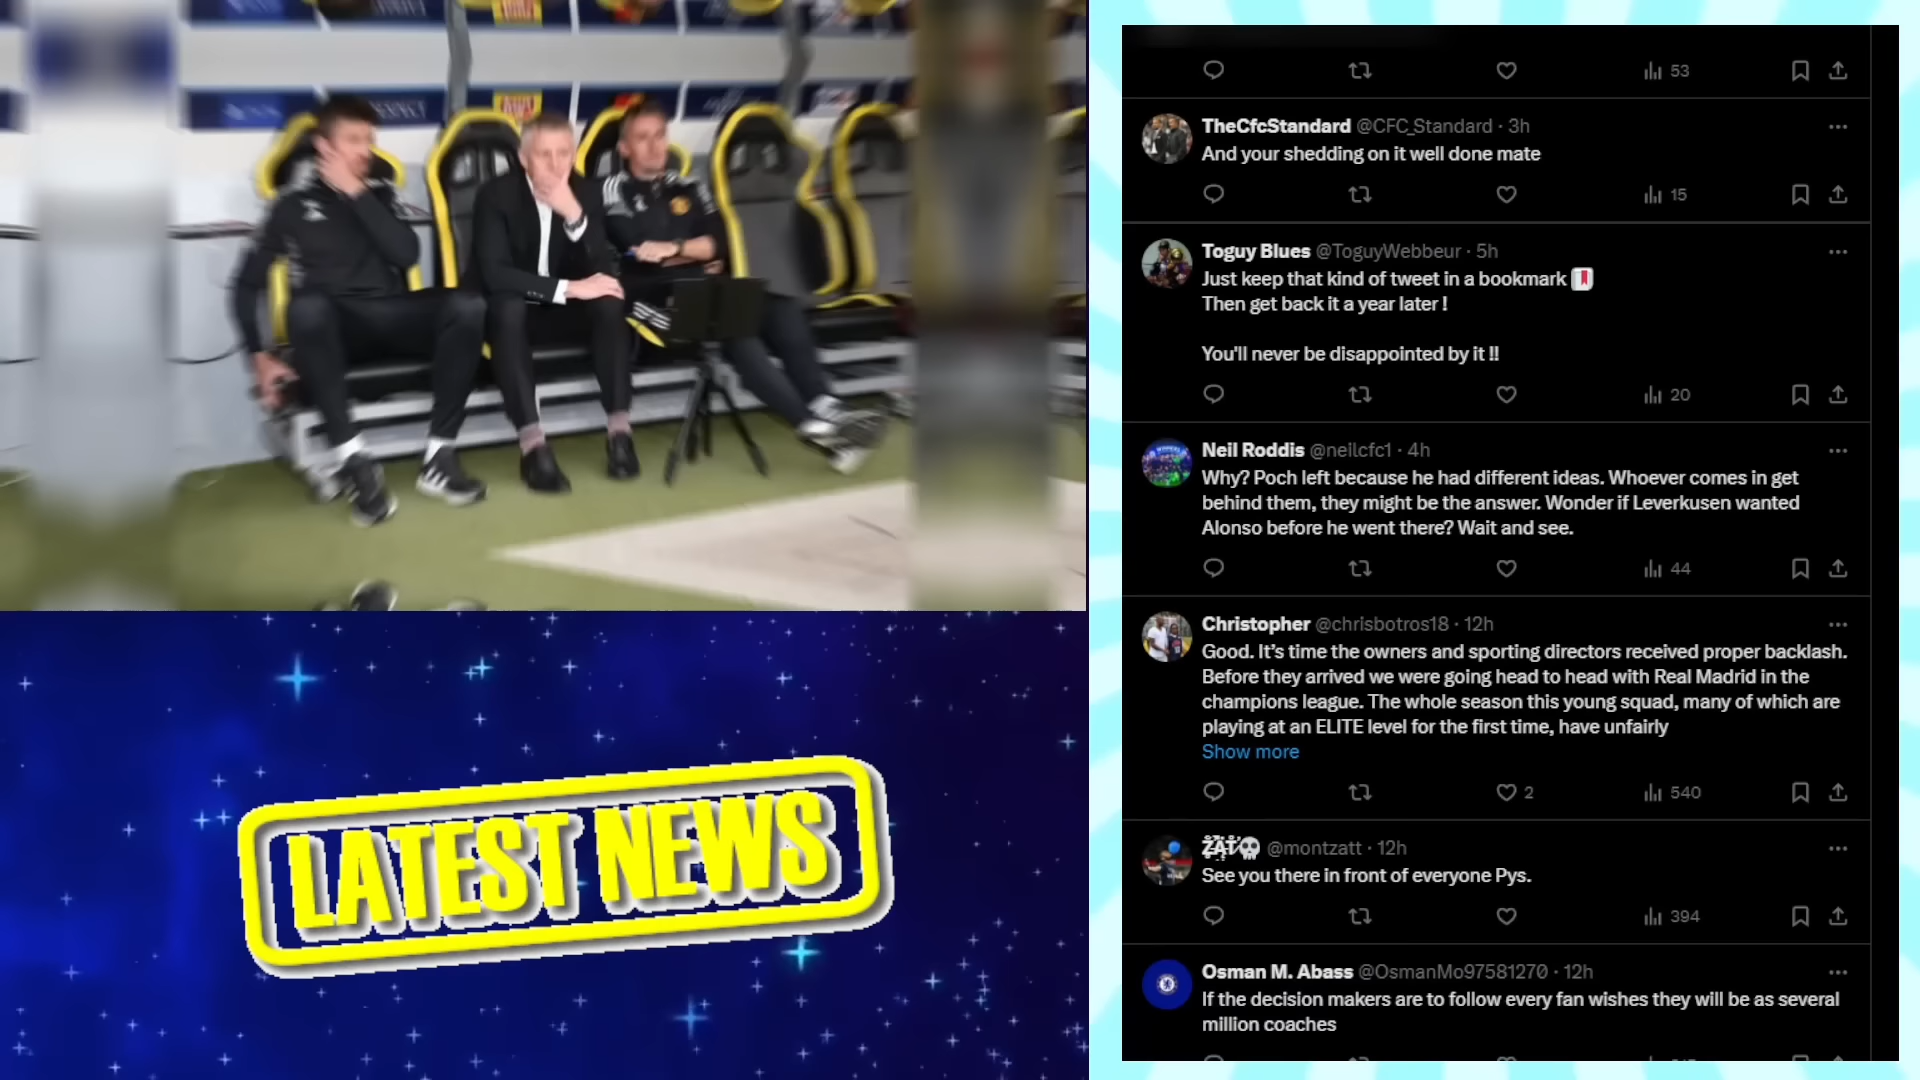 53
TheCfcStandard @CFC_Standard · 3h
And your shedding on it well done mate
15
Toguy Blues @ToguyWebbeur · 5h
Just keep that kind of tweet in a bookmark
Then get back it a year later !
You'll never be disappointed by it !!
20
Neil Roddis @neilcfc1 · 4h
Why? Poch left because he had different ideas. Whoever comes in get
behind them, they might be the answer. Wonder if Leverkusen wanted
Alonso before he went there? Wait and see.
44
Christopher @chrisbotros18 · 12h
Good. It's time the owners and sporting directors received proper backlash.
Before they arrived we were going head to head with Real Madrid in the
champions league. The whole season this young squad, many of which are
playing at an ELITE level for the first time, have unfairly
Show more
2 540
@montzatt · 12h
See you there in front of everyone Pys.
394
Osman M. Abass @OsmanMo97581270 · 12h
If the decision makers are to follow every fan wishes they will be as several
million coaches
LATEST NEWS